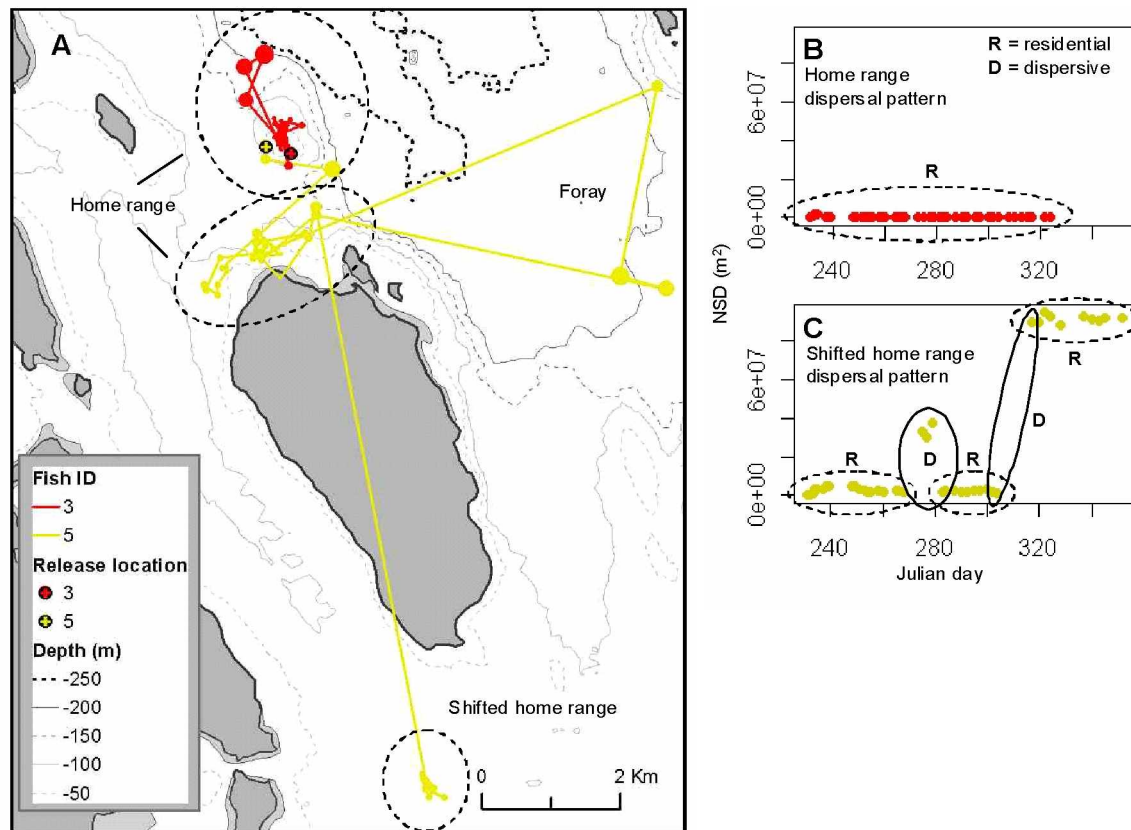 A
Home range
Foray
Shifted home range
0 2 Km
Fish ID
3
5
Release location
3
5
Depth (m)
-250
-200
-150
-100
-50
B
R = residential
D = dispersive
Home range
dispersal pattern
R
6e+07
0e+00
240 280 320
NSD (m²)
C
Shifted home range
dispersal pattern
R
D
R
D
R
6e+07
0e+00
240 280 320
Julian day